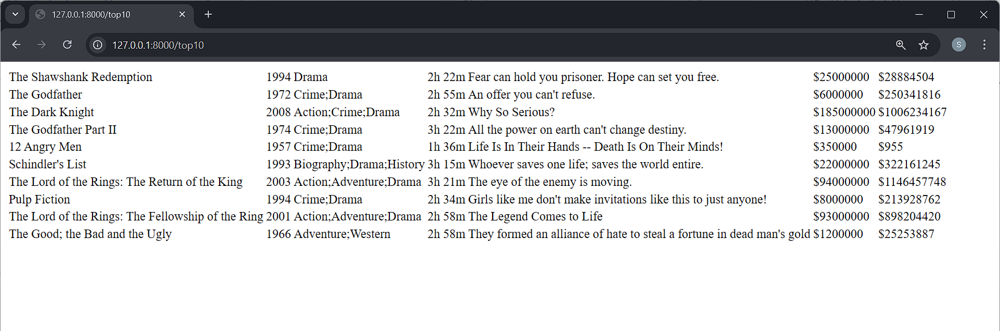 127.0.0.1:8000/top10
127.0.0.1:8000/top10
S
The Shawshank Redemption 1994 Drama 2h 22m Fear can hold you prisoner. Hope can set you free. $25000000 $28884504
The Godfather 1972 Crime;Drama 2h 55m An offer you can't refuse. $6000000 $250341816
The Dark Knight 2008 Action;Crime;Drama 2h 32m Why So Serious? $185000000 $1006234167
The Godfather Part II 1974 Crime;Drama 3h 22m All the power on earth can't change destiny. $13000000 $47961919
12 Angry Men 1957 Crime;Drama 1h 36m Life Is In Their Hands -- Death Is On Their Minds! $350000 $955
Schindler's List 1993 Biography;Drama;History 3h 15m Whoever saves one life; saves the world entire. $22000000 $322161245
The Lord of the Rings: The Return of the King 2003 Action;Adventure;Drama 3h 21m The eye of the enemy is moving. $94000000 $1146457748
Pulp Fiction 1994 Crime;Drama 2h 34m Girls like me don't make invitations like this to just anyone! $8000000 $213928762
The Lord of the Rings: The Fellowship of the Ring 2001 Action;Adventure;Drama 2h 58m The Legend Comes to Life $93000000 $898204420
The Good; the Bad and the Ugly 1966 Adventure;Western 2h 58m They formed an alliance of hate to steal a fortune in dead man's gold $1200000 $25253887